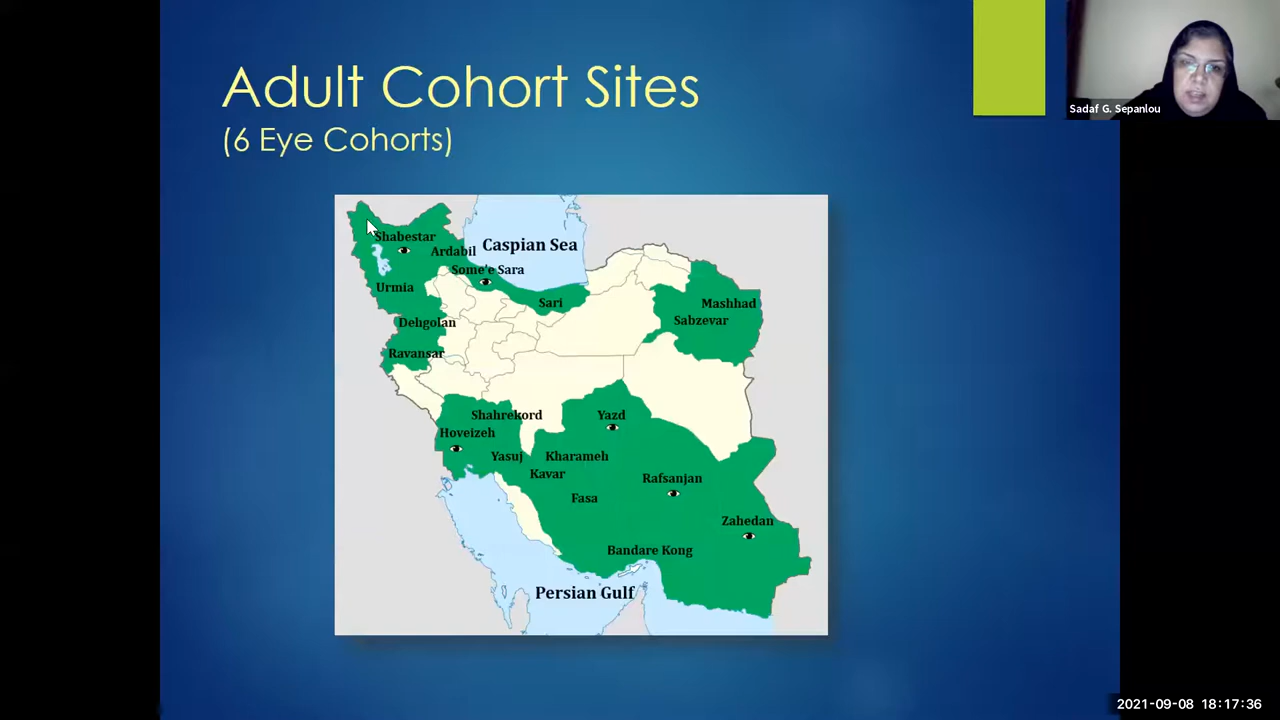 Adult Cohort Sites
(6 Eye Cohorts)
Sadaf G. Sepanlou
Shabestar
Caspian Sea
Ardabil
Some'e Sara
Urmia
Sari
Mashhad
Sabzevar
Dehgolan
Ravansar
Shahrekord
Yazd
Hoveizeh
Yasuj
Kharameh
Kavar
Rafsanjan
Fasa
Zahedan
Bandare Kong
Persian Gulf
2021-09-08 18:17:36